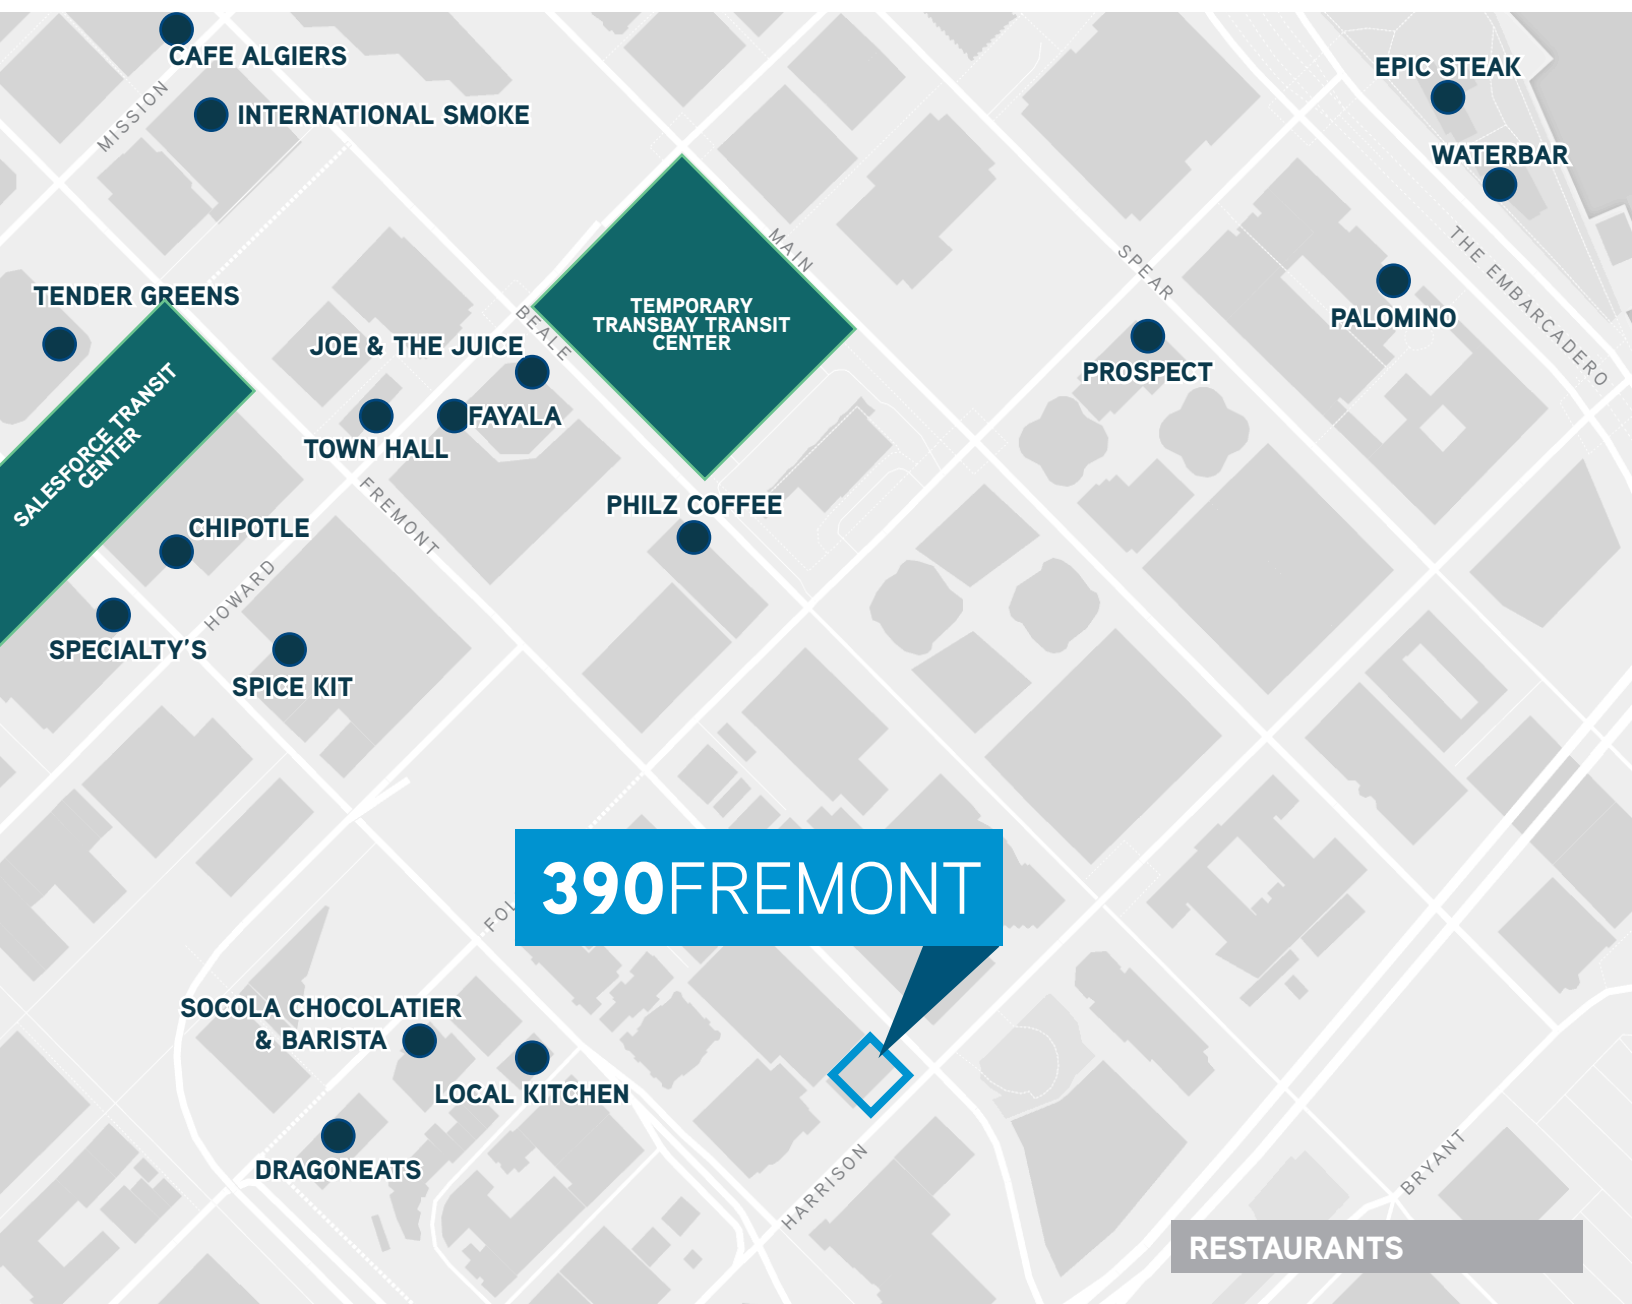 CAFE ALGIERS
EPIC STEAK
MISSION
INTERNATIONAL SMOKE
WATERBAR
MAIN
SPEAR
THE EMBARCADERO
TENDER GREENS
PALOMINO
TEMPORARY
TRANSBAY TRANSIT
CENTER
BEALE
JOE & THE JUICE
PROSPECT
FAYALA
TOWN HALL
SALESFORCE TRANSIT
CENTER
FREMONT
PHILZ COFFEE
CHIPOTLE
HOWARD
SPECIALTY'S
SPICE KIT
390FREMONT
SOCOLA CHOCOLATIER
& BARISTA
LOCAL KITCHEN
DRAGONEATS
HARRISON
BRYANT
RESTAURANTS